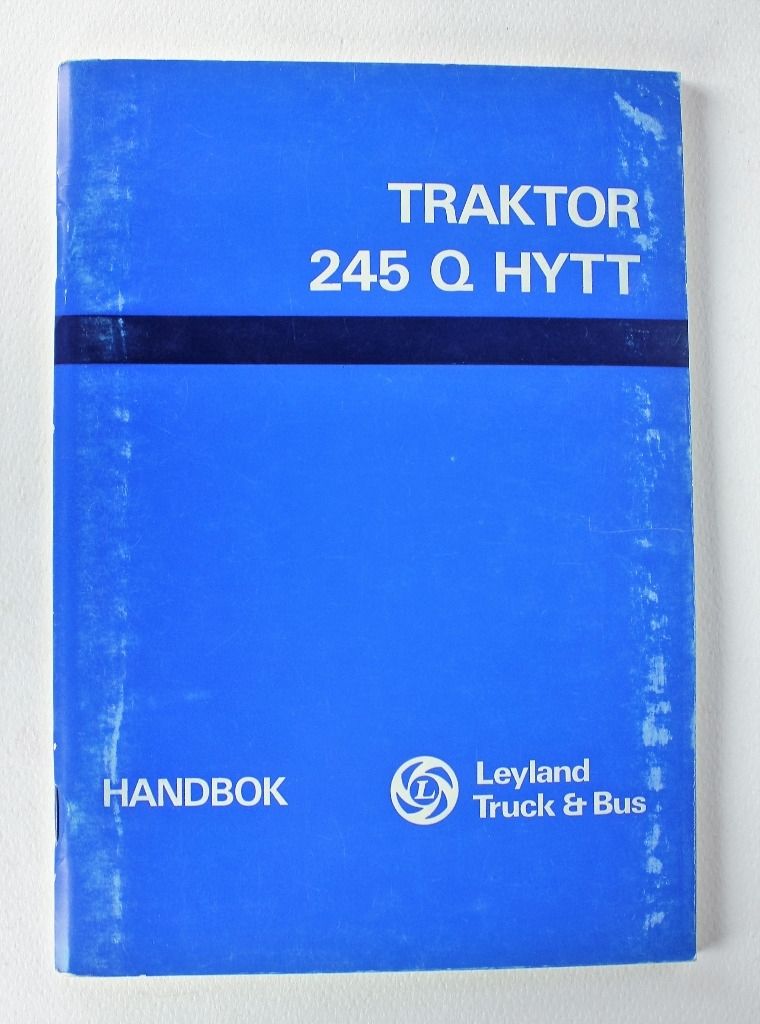 TRAKTOR
245 Q HYTT
HANDBOK
L
Leyland
Truck & Bus